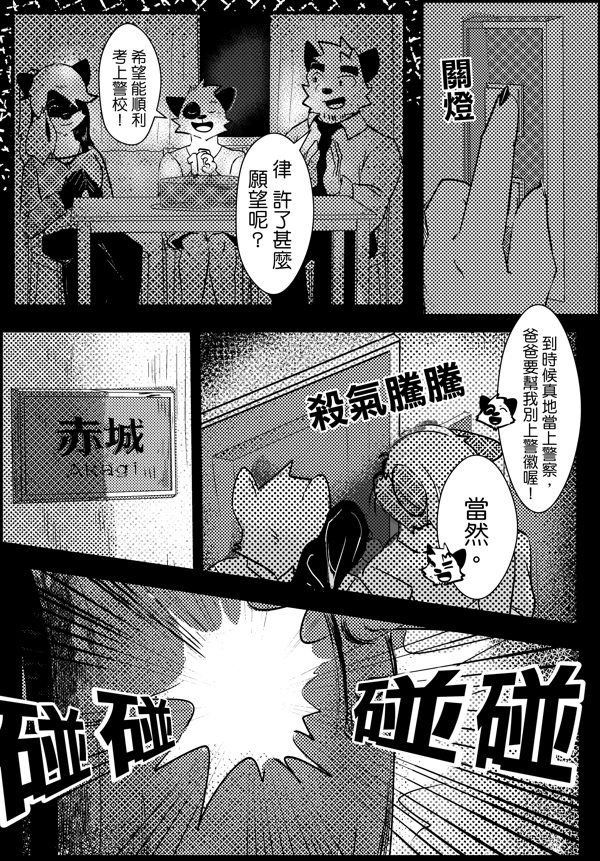 關燈
律 許了甚麼
願望呢？
希望能順利
考上警校！
到時候真地當上警察，
爸爸要幫我別上警徽喔！
當然。
殺氣騰騰
赤城
AKagi
碰碰
碰碰